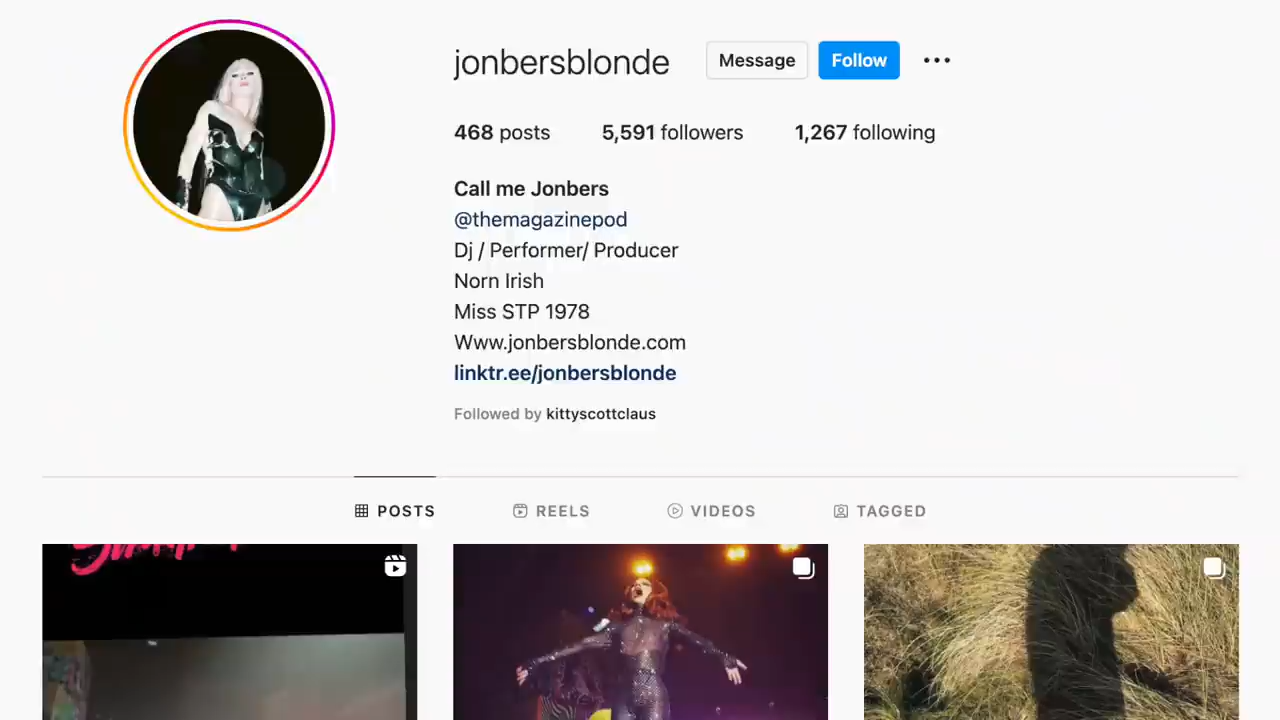 jonbersblonde
Message
Follow
468 posts
5,591 followers
1,267 following
Call me Jonbers
@themagazinepod
Dj / Performer/ Producer
Norn Irish
Miss STP 1978
Www.jonbersblonde.com
linktr.ee/jonbersblonde
Followed by kittyscottclaus
POSTS
REELS
VIDEOS
TAGGED